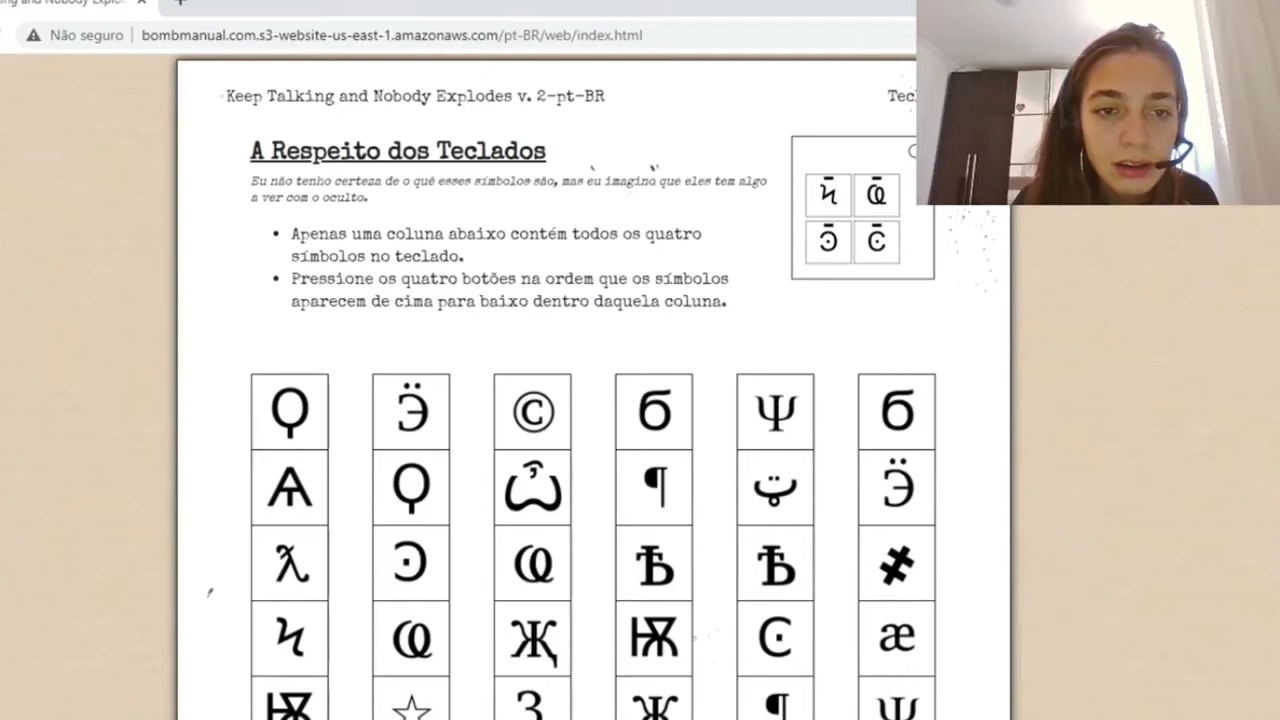 Não seguro
bombmanual.com.s3-website-us-east-1.amazonaws.com/pt-BR/web/index.html
Keep Talking and Nobody Explodes v. 2-pt-BR
A Respeito dos Teclados
Eu não tenho certeza de o quê esses símbolos são, mas eu imagino que eles tem algo
a ver com o oculto.
• Apenas uma coluna abaixo contém todos os quatro
símbolos no teclado.
• Pressione os quatro botões na ordem que os símbolos
aparecem de cima para baixo dentro daquela coluna.
Ϟ Ҩ
Ͽ Ͼ
Ϙ Ӭ © б Ψ б
Ѧ Ϙ Ѽ ¶ ټ Ӭ
ƛ Ͽ Ҩ Ѣ Ѣ ҂
Ϟ Ҩ Җ Ѭ Ͼ æ
Ѭ ☆ ¶ Ψ